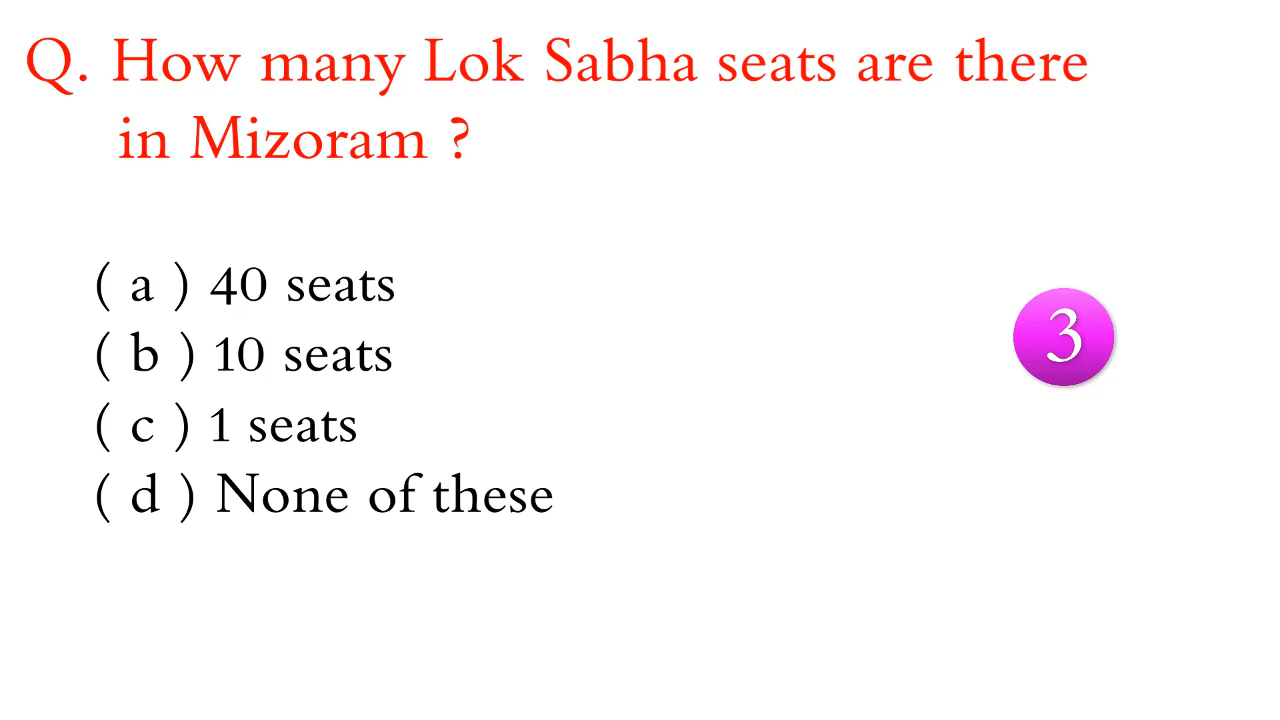 Q. How many Lok Sabha seats are there
in Mizoram ?
( a ) 40 seats
( b ) 10 seats
3
( c ) 1 seats
( d ) None of these